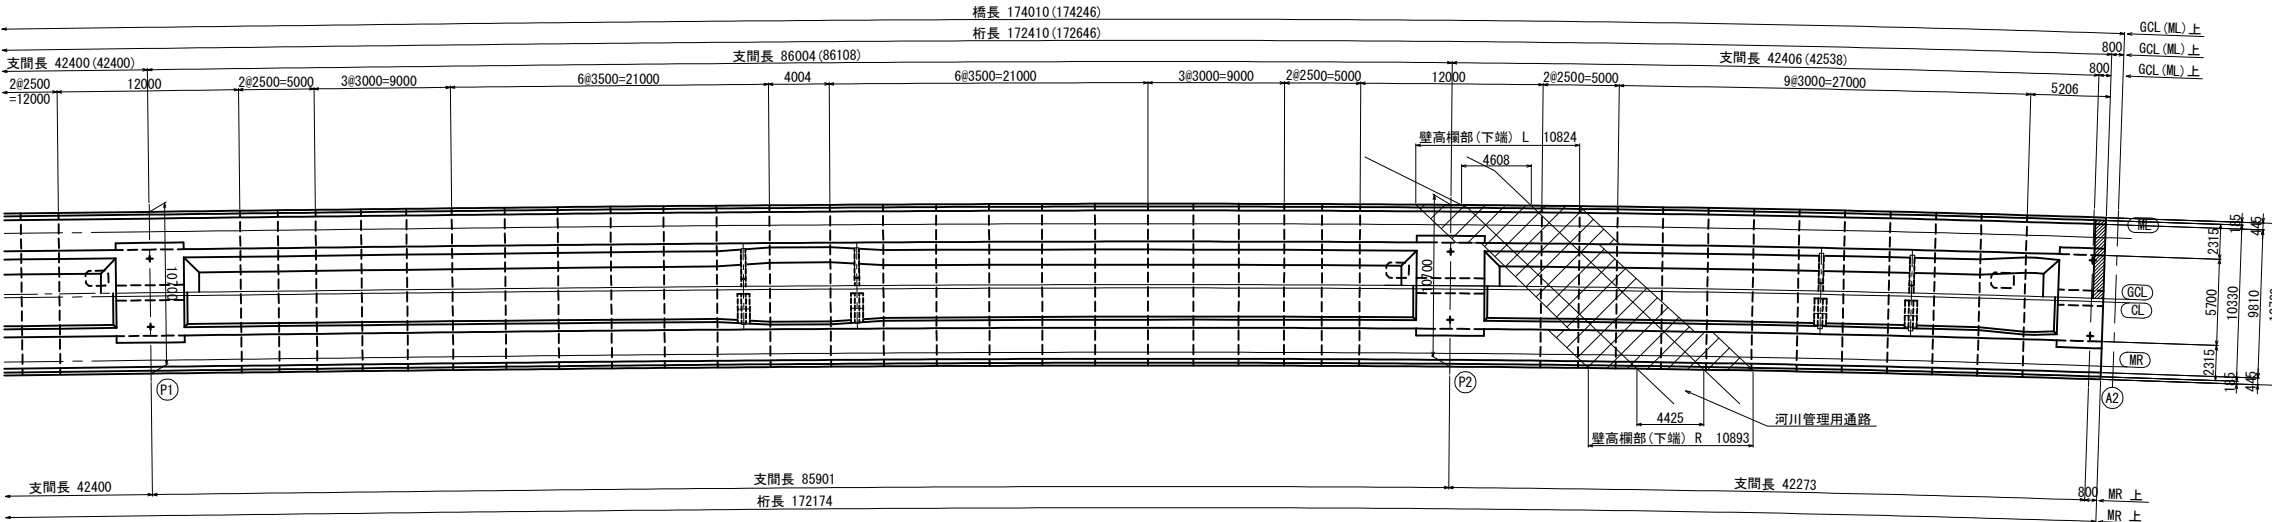 橋長 174010(174246)
GCL(ML)上
桁長 172410(172646)
800
GCL(ML)上
支間長 42400(42400)
支間長 86004(86108)
支間長 42406(42538)
800
GCL(ML)上
2@2500
=12000
12000
2@2500=5000
3@3000=9000
6@3500=21000
4004
6@3500=21000
3@3000=9000
2@2500=5000
12000
2@2500=5000
9@3000=27000
5206
壁高欄部(下端) L 10824
4608
10700
10700
ML
GCL
CL
MR
2315
5700
2315
185
10330
185
445
9810
445
P1
P2
A2
4425
河川管理用通路
壁高欄部(下端) R 10893
支間長 42400
支間長 85901
支間長 42273
800
MR 上
桁長 172174
MR 上